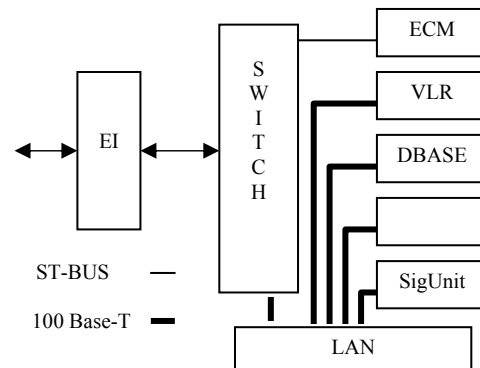 ECM
S
W
I
T
C
H
VLR
EI
DBASE
ST-BUS
SigUnit
100 Base-T
LAN